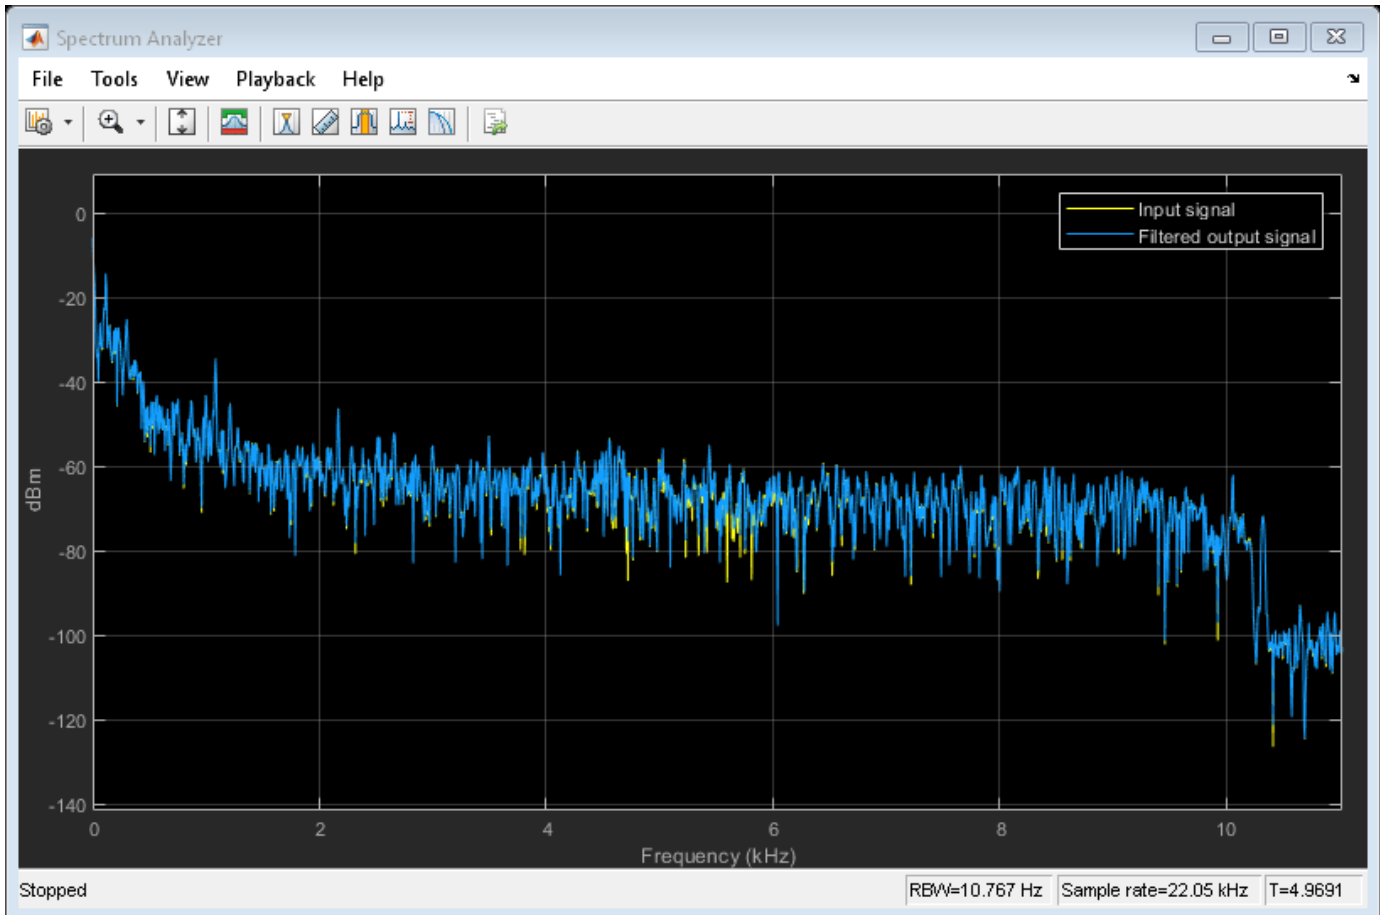 Spectrum Analyzer
File Tools View Playback Help
Input signal
Filtered output signal
0
-20
-40
-60
-80
-100
-120
-140
dBm
0 2 4 6 8 10
Frequency (kHz)
Stopped RBW=10.767 Hz Sample rate=22.05 kHz T=4.9691